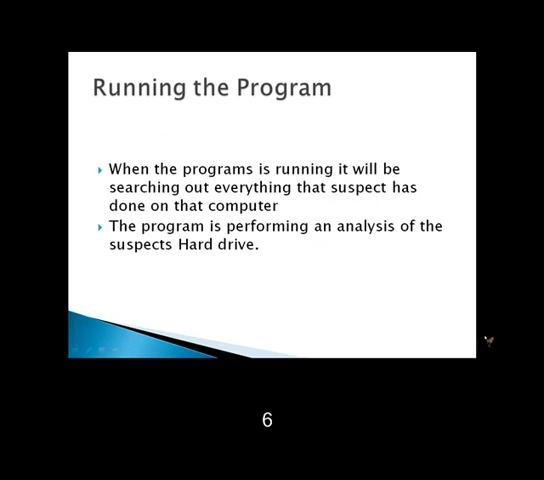 Running the Program
When the programs is running it will be
searching out everything that suspect has
done on that computer
The program is performing an analysis of the
suspects Hard drive.
6